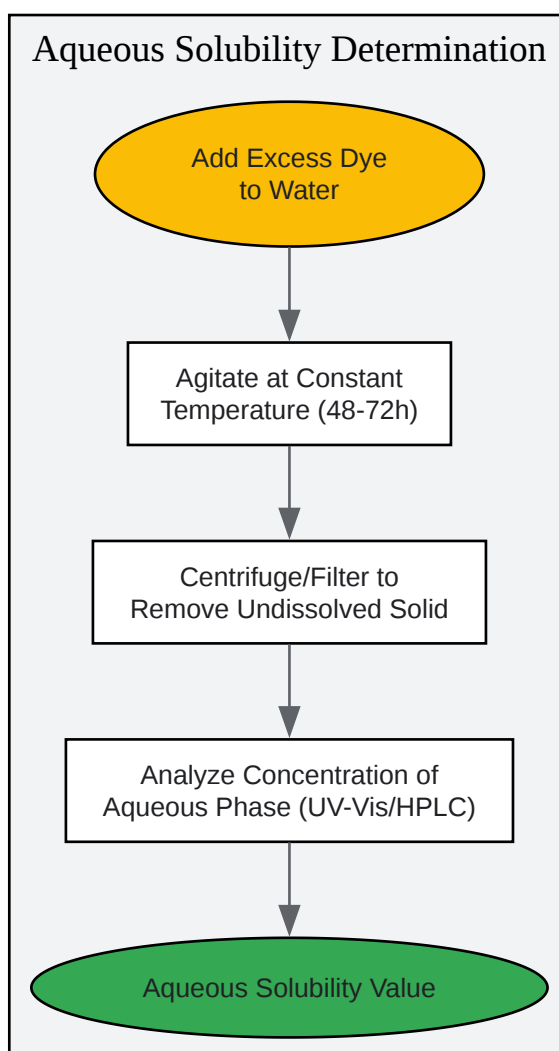 Aqueous Solubility Determination
Add Excess Dye
to Water
Agitate at Constant
Temperature (48-72h)
Centrifuge/Filter to
Remove Undissolved Solid
Analyze Concentration of
Aqueous Phase (UV-Vis/HPLC)
Aqueous Solubility Value